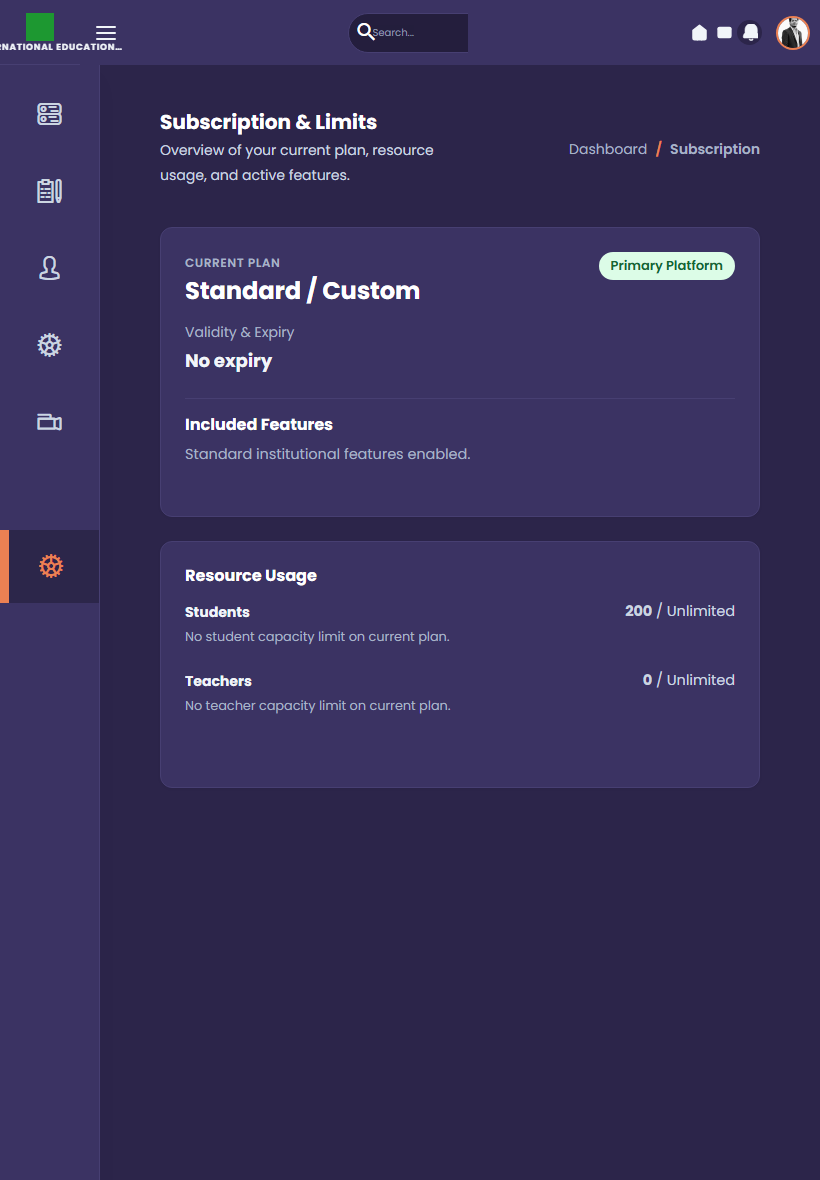 RNATIONAL EDUCATION...
Search...
Subscription & Limits
Overview of your current plan, resource
usage, and active features.
Dashboard / Subscription
CURRENT PLAN
Primary Platform
Standard / Custom
Validity & Expiry
No expiry
Included Features
Standard institutional features enabled.
Resource Usage
Students
200 / Unlimited
No student capacity limit on current plan.
Teachers
0 / Unlimited
No teacher capacity limit on current plan.